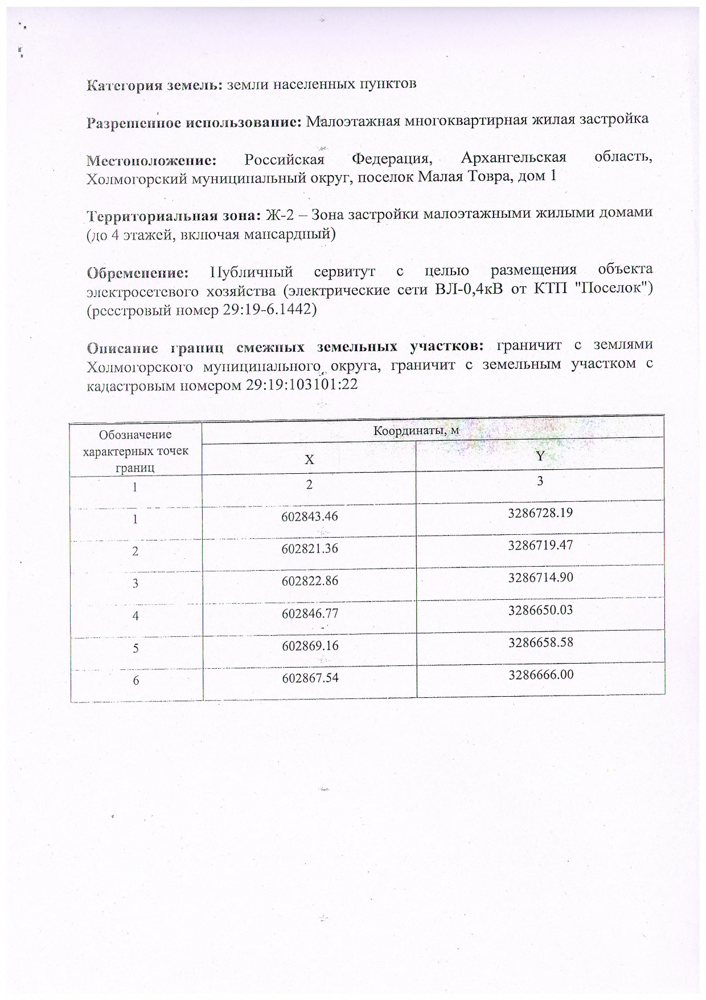 Категория земель: земли населенных пунктов
Разрешенное использование: Малоэтажная многоквартирная жилая застройка
Местоположение: Российская Федерация, Архангельская область,
Холмогорский муниципальный округ, поселок Малая Товра, дом 1
Территориальная зона: Ж-2 – Зона застройки малоэтажными жилыми домами
(до 4 этажей, включая мансардный)
Обременение: Публичный сервитут с целью размещения объекта
электросетевого хозяйства (электрические сети ВЛ-0,4кВ от КТП "Поселок")
(реестровый номер 29:19-6.1442)
Описание границ смежных земельных участков: граничит с землями
Холмогорского муниципального округа, граничит с земельным участком с
кадастровым номером 29:19:103101:22
Обозначение
характерных точек
границ
Координаты, м
X Y
1 2 3
1 602843.46 3286728.19
2 602821.36 3286719.47
3 602822.86 3286714.90
4 602846.77 3286650.03
5 602869.16 3286658.58
6 602867.54 3286666.00